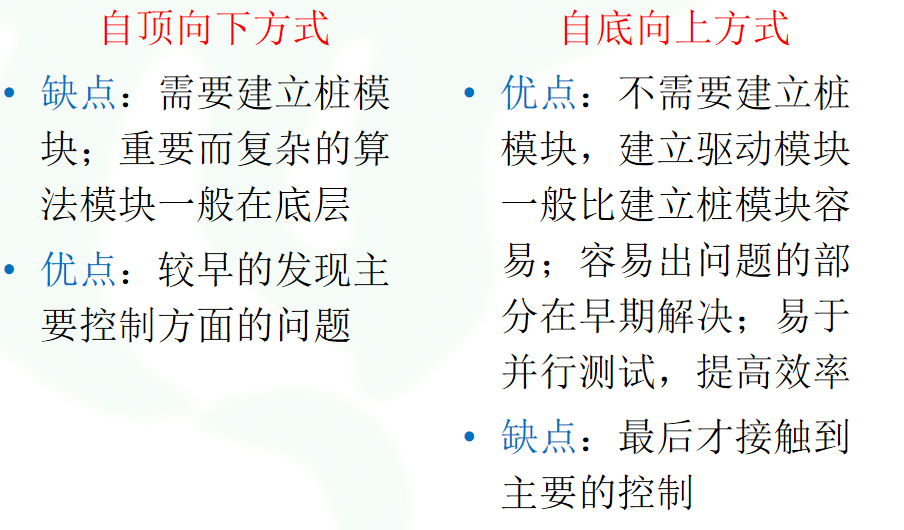 自顶向下方式
• 缺点：需要建立桩模
块；重要而复杂的算
法模块一般在底层
• 优点：较早的发现主
要控制方面的问题
自底向上方式
• 优点：不需要建立桩
模块，建立驱动模块
一般比建立桩模块容
易；容易出问题的部
分在早期解决；易于
并行测试，提高效率
• 缺点：最后才接触到
主要的控制